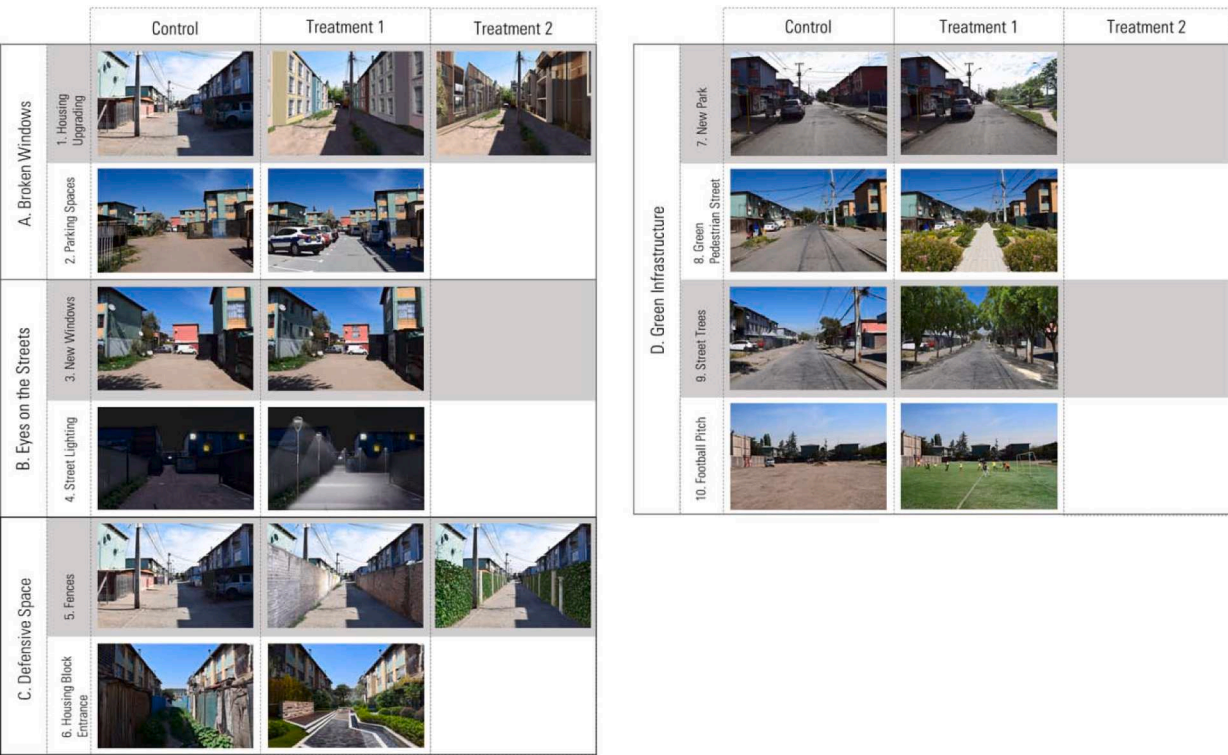 Control Treatment 1 Treatment 2
A. Broken Windows
1. Housing
Upgrading
2. Parking Spaces
B. Eyes on the Streets
3. New Windows
4. Street Lighting
C. Defensive Space
5. Fences
6. Housing Block
Entrance
Control Treatment 1 Treatment 2
D. Green Infrastructure
7. New Park
8. Green
Pedestrian Street
9. Street Trees
10. Football Pitch